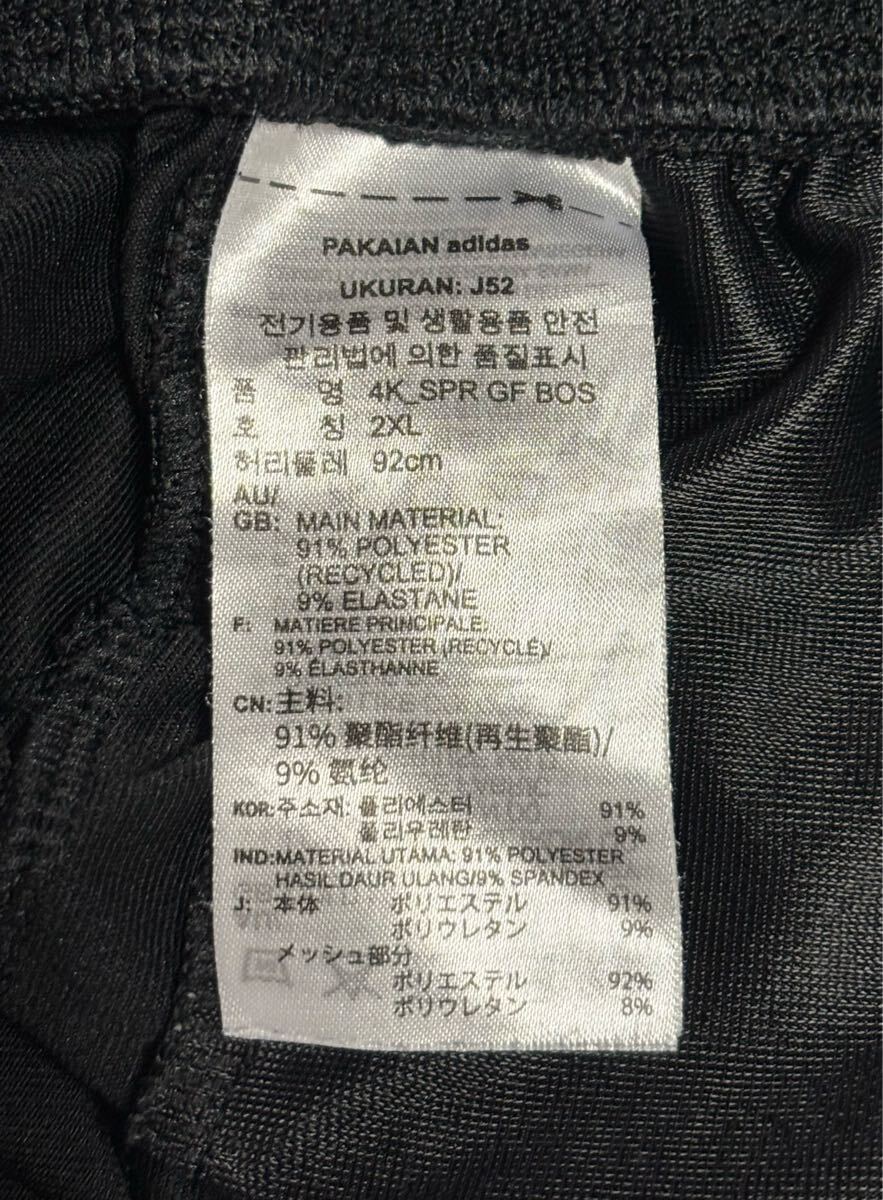 PAKAIAN adidas
UKURAN: J52
전기용품 및 생활용품 안전
관리법에 의한 품질표시
품 명 4K_SPR GF BOS
호 칭 2XL
허리둘레 92cm
AU/
GB: MAIN MATERIAL:
91% POLYESTER
(RECYCLED)/
9% ELASTANE
F: MATIERE PRINCIPALE:
91% POLYESTER (RECYCLÉ)/
9% ÉLASTHANNE
CN: 主料:
91% 聚酯纤维(再生聚酯)/
9% 氨纶
KOR: 주소재: 폴리에스터 91%
폴리우레탄 9%
IND: MATERIAL UTAMA: 91% POLYESTER
HASIL DAUR ULANG/9% SPANDEX
J: 本体 ポリエステル 91%
ポリウレタン 9%
メッシュ部分
ポリエステル 92%
ポリウレタン 8%